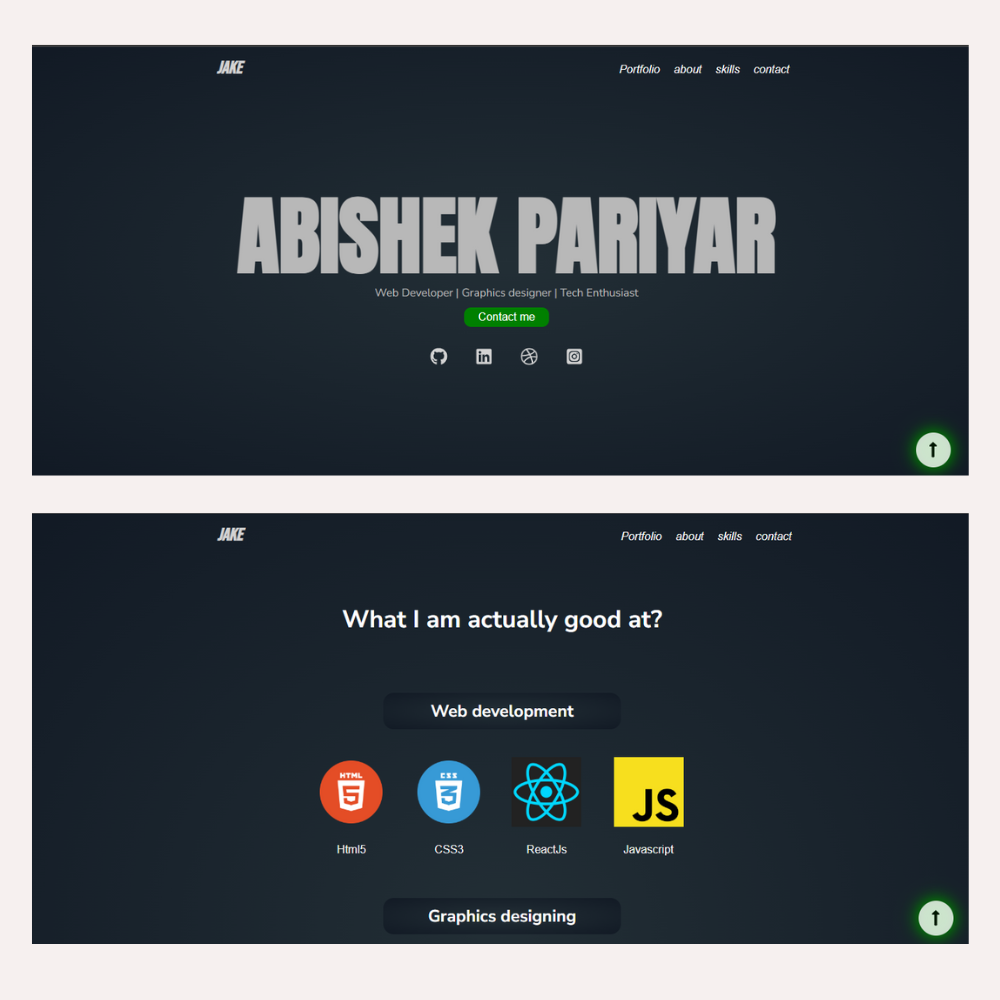 JAKE Portfolio about skills contact
ABISHEK PARIYAR
Web Developer | Graphics designer | Tech Enthusiast
Contact me
in
JAKE Portfolio about skills contact
What I am actually good at?
Web development
HTML 5 CSS 3 JS
Html5 CSS3 ReactJs Javascript
Graphics designing